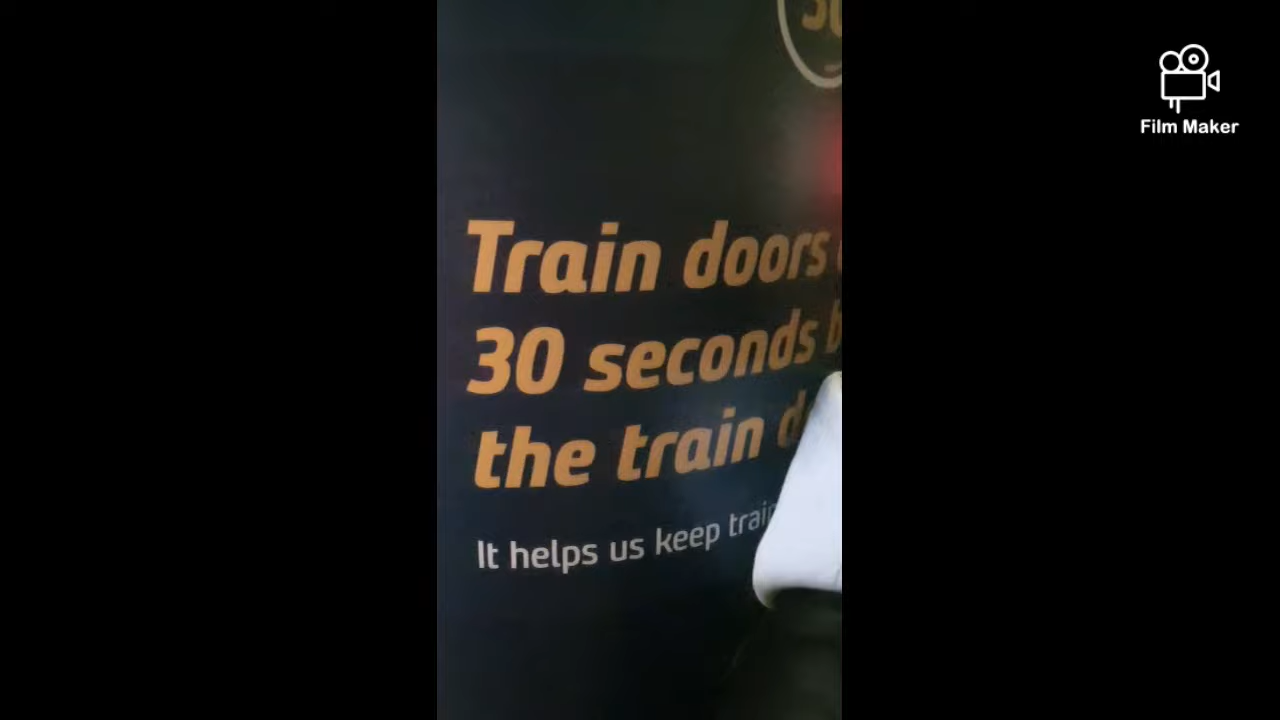 Film Maker
Train doors
30 seconds
the train
It helps us keep